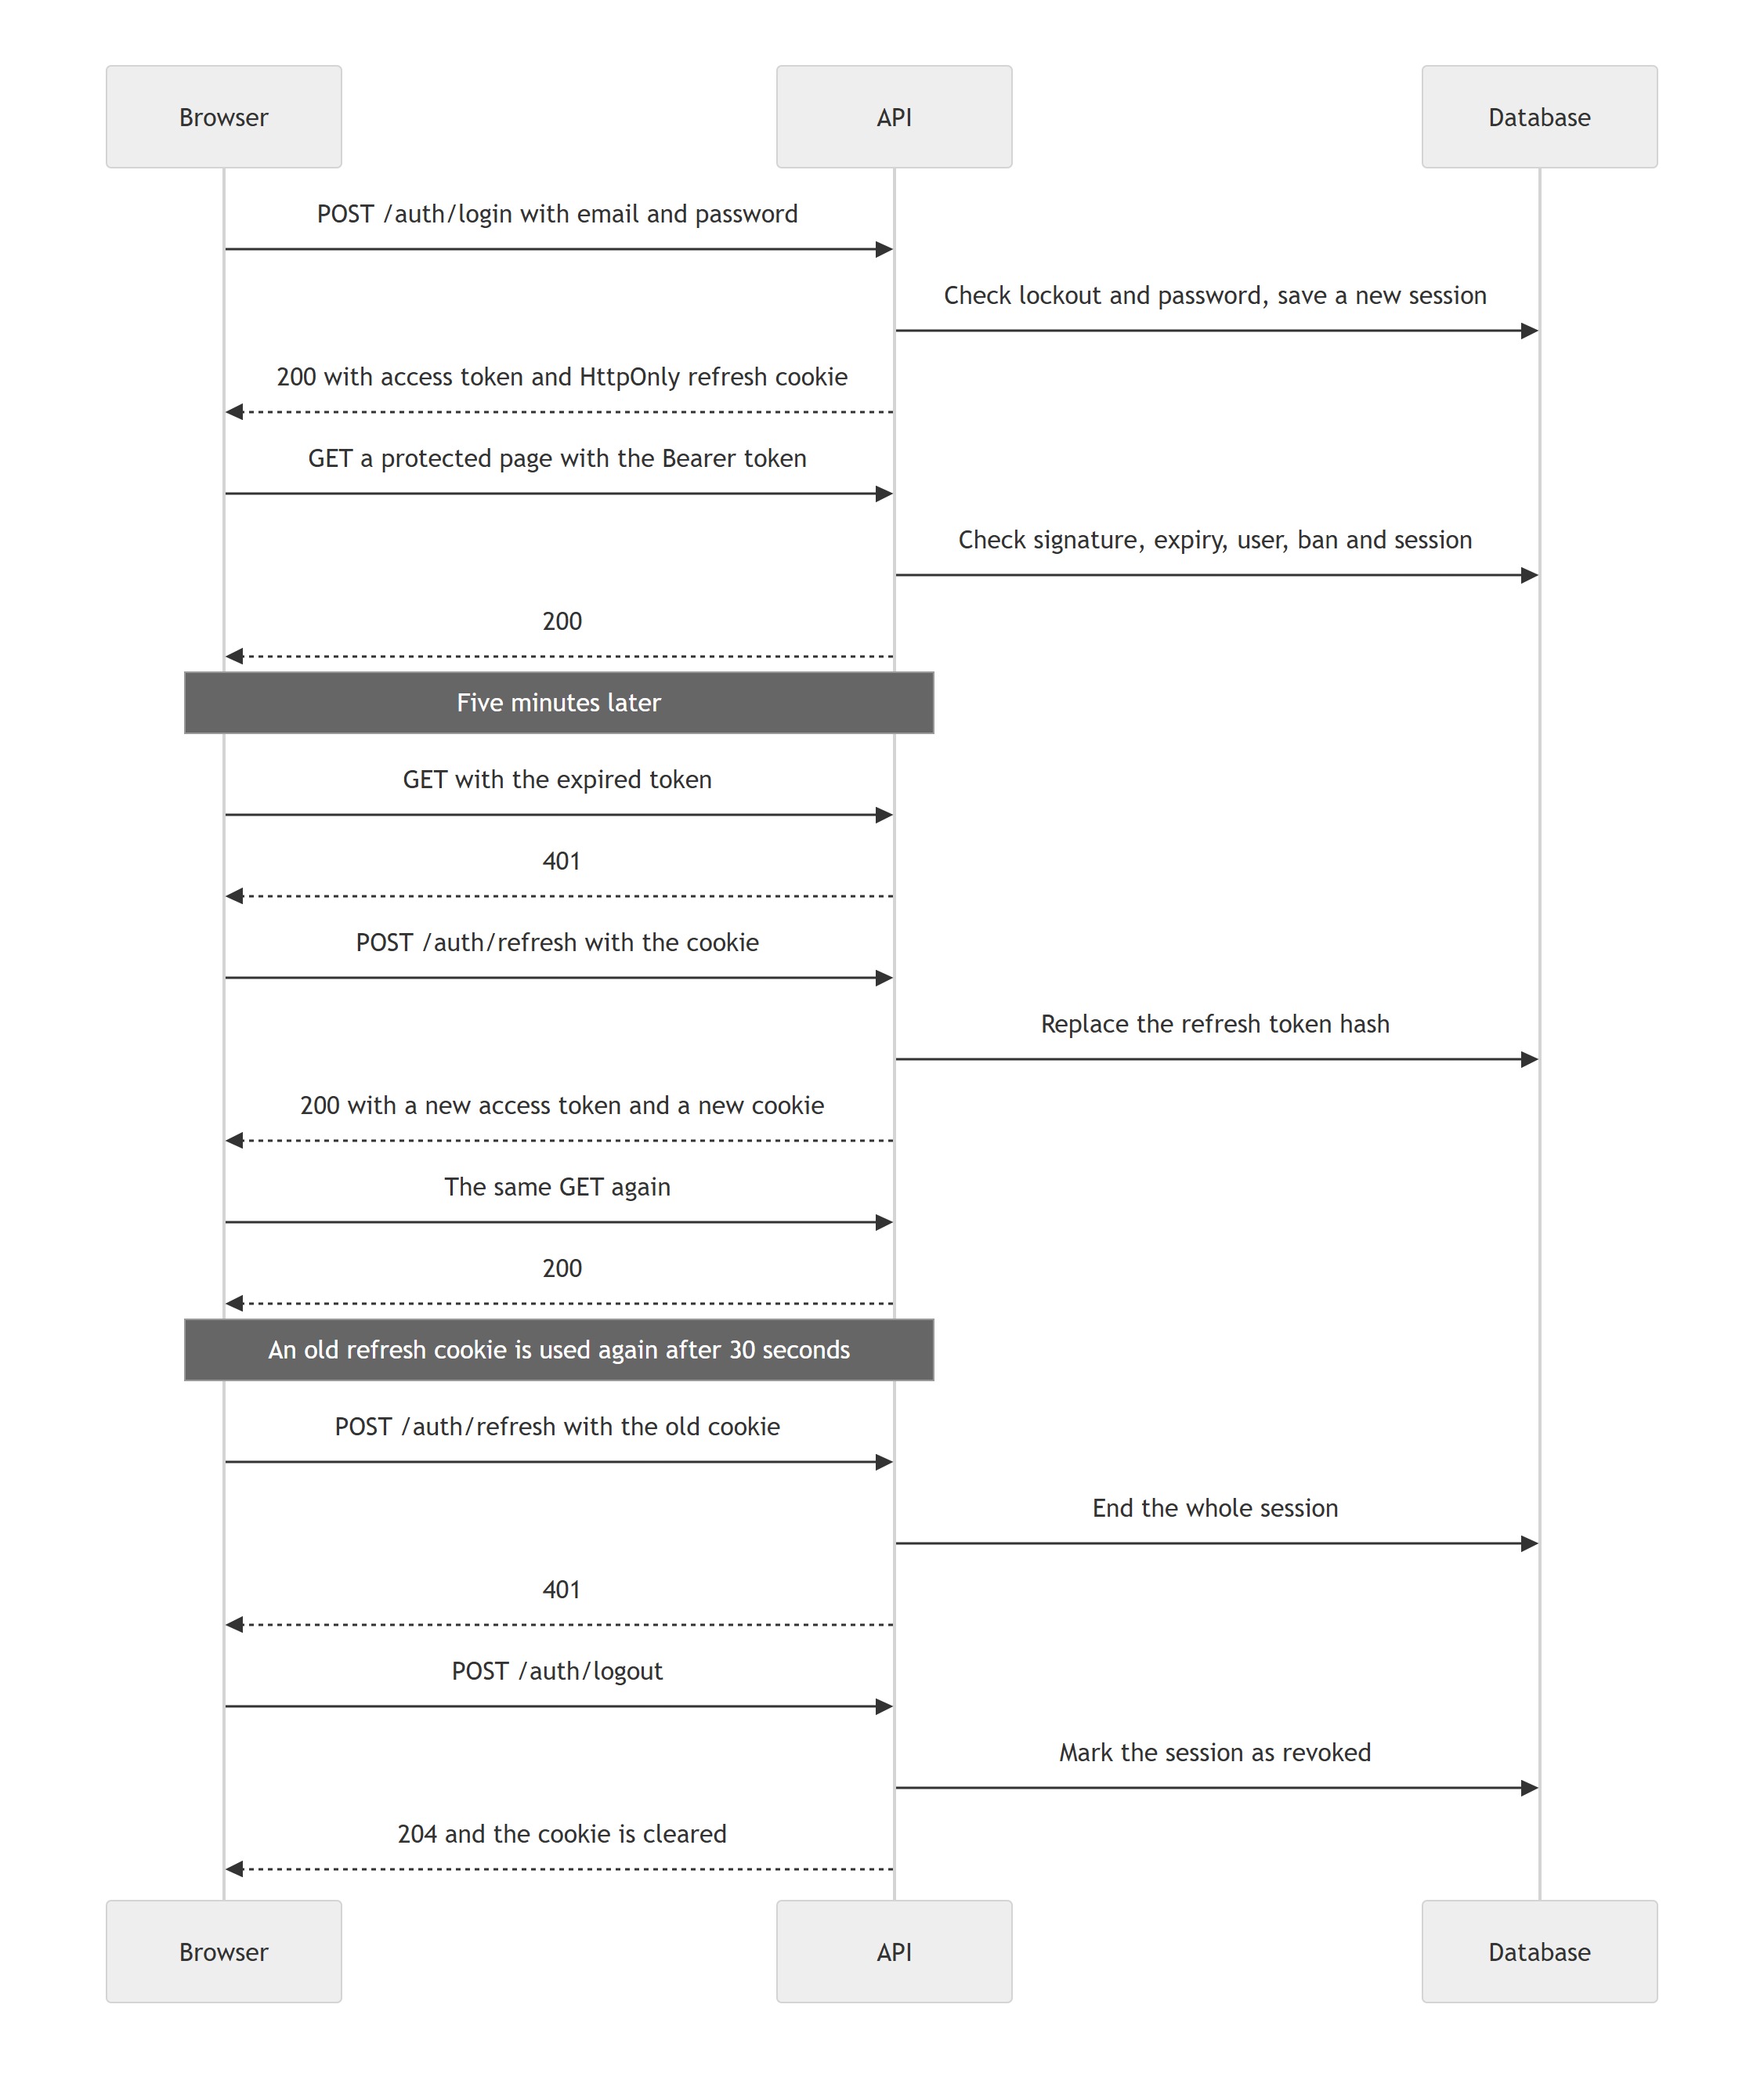 Browser
API
Database
POST /auth/login with email and password
Check lockout and password, save a new session
200 with access token and HttpOnly refresh cookie
GET a protected page with the Bearer token
Check signature, expiry, user, ban and session
200
Five minutes later
GET with the expired token
401
POST /auth/refresh with the cookie
Replace the refresh token hash
200 with a new access token and a new cookie
The same GET again
200
An old refresh cookie is used again after 30 seconds
POST /auth/refresh with the old cookie
End the whole session
401
POST /auth/logout
Mark the session as revoked
204 and the cookie is cleared
Browser
API
Database